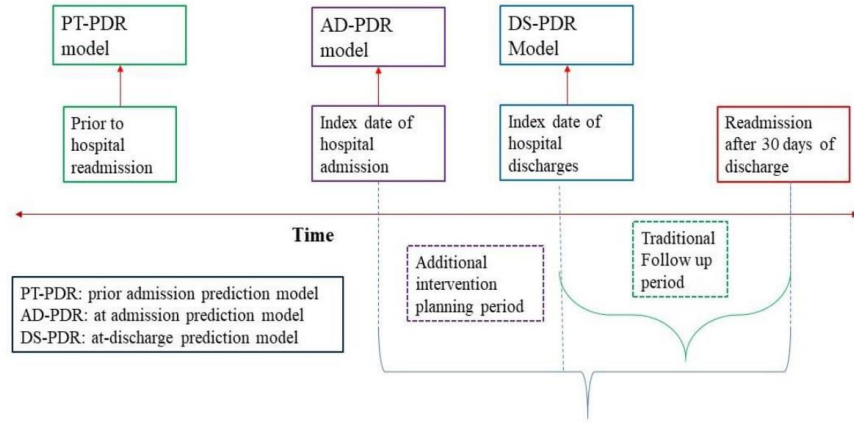 PT-PDR
model
AD-PDR
model
DS-PDR
Model
Prior to
hospital
readmission
Index date of
hospital
admission
Index date of
hospital
discharges
Readmission
after 30 days of
discharge
Time
Additional
intervention
planning period
Traditional
Follow up
period
PT-PDR: prior admission prediction model
AD-PDR: at admission prediction model
DS-PDR: at-discharge prediction model